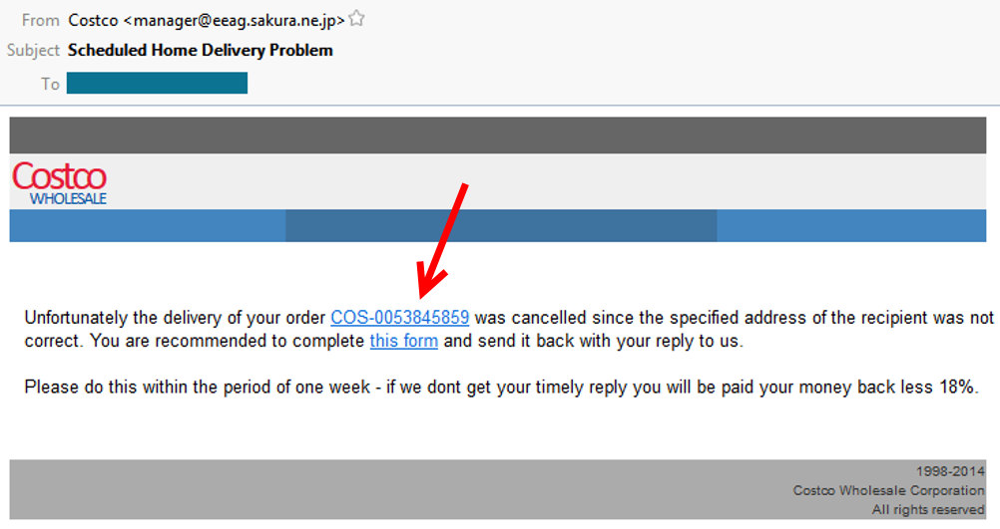 From Costco <manager@eeag.sakura.ne.jp>
Subject Scheduled Home Delivery Problem
To
Costco
WHOLESALE
Unfortunately the delivery of your order COS-0053845859 was cancelled since the specified address of the recipient was not
correct. You are recommended to complete this form and send it back with your reply to us.
Please do this within the period of one week - if we dont get your timely reply you will be paid your money back less 18%.
1998-2014
Costco Wholesale Corporation
All rights reserved